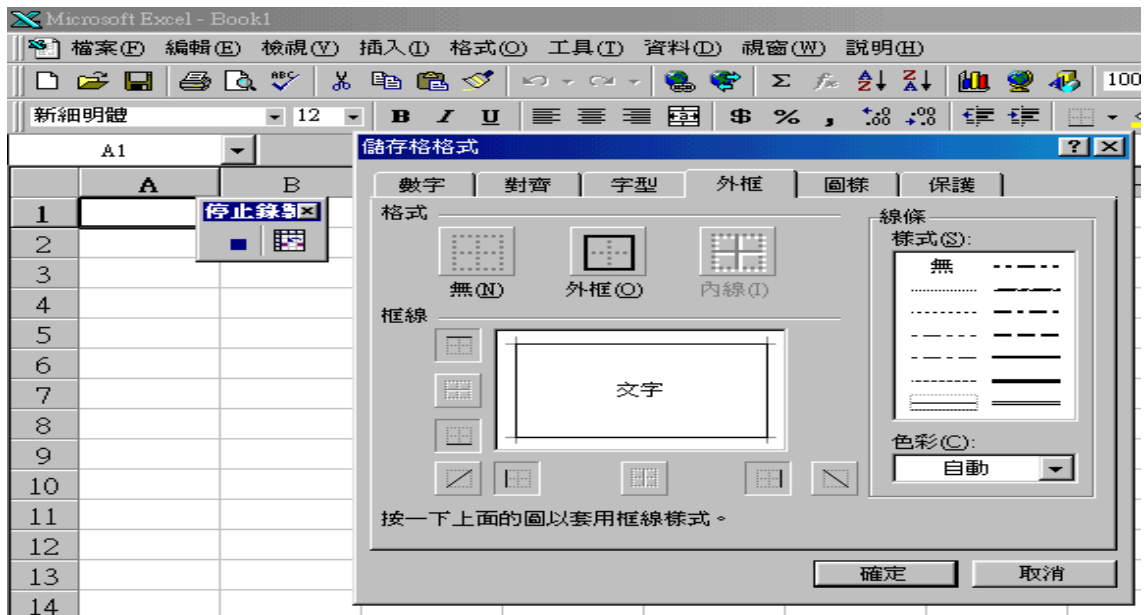 Microsoft Excel - Book1
檔案(F) 編輯(E) 檢視(V) 插入(I) 格式(O) 工具(T) 資料(D) 視窗(W) 說明(H)
ABC Σ fx A Z Z A 100
新細明體 12 B I U $ % , .00 .00
A1
儲存格格式 ? ×
數字 對齊 字型 外框 圖樣 保護
格式
無(N) 外框(O) 內線(I)
框線
文字
按一下上面的圖以套用框線樣式。
線條
樣式(S):
無
色彩(C):
自動
確定 取消
A B
停止錄製
1
2
3
4
5
6
7
8
9
10
11
12
13
14